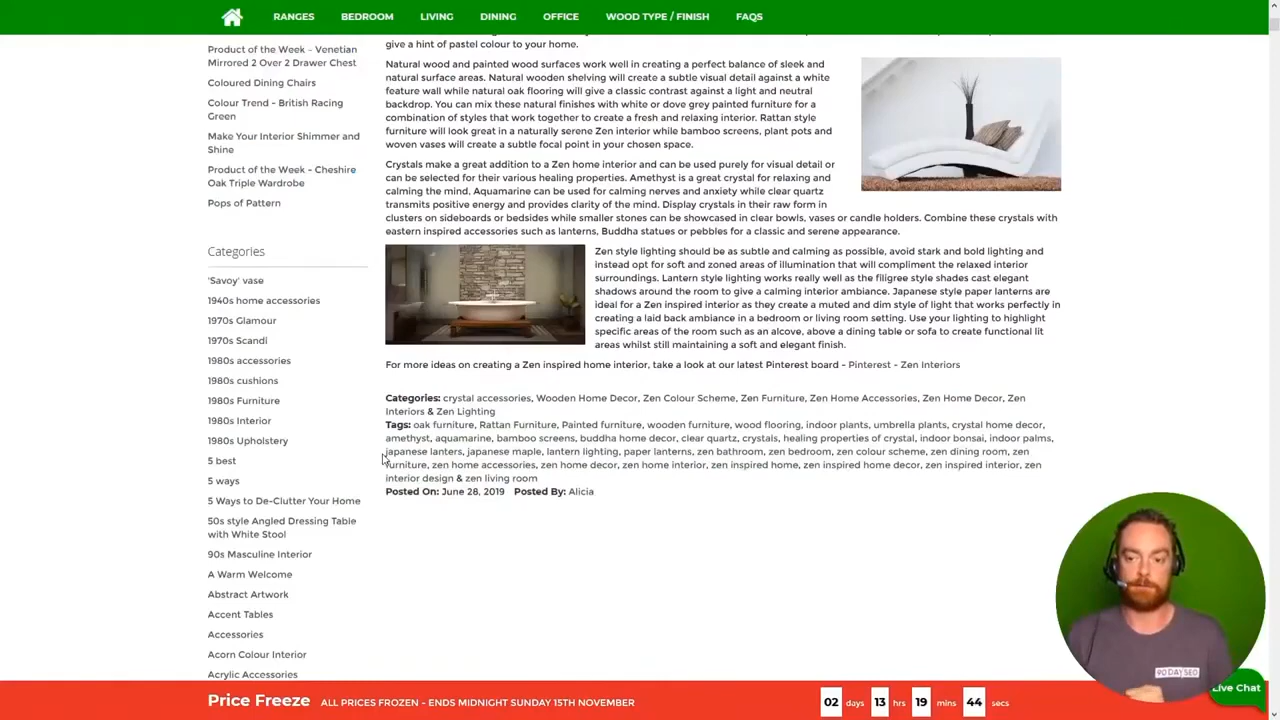 RANGES BEDROOM LIVING DINING OFFICE WOOD TYPE / FINISH FAQS
Product of the Week - Venetian
Mirrored 2 Over 2 Drawer Chest
Coloured Dining Chairs
Colour Trend - British Racing
Green
Make Your Interior Shimmer and
Shine
Product of the Week - Cheshire
Oak Triple Wardrobe
Pops of Pattern
Categories
'Savoy' vase
1940s home accessories
1970s Glamour
1970s Scandi
1980s accessories
1980s cushions
1980s Furniture
1980s Interior
1980s Upholstery
5 best
5 ways
5 Ways to De-Clutter Your Home
50s style Angled Dressing Table
with White Stool
90s Masculine Interior
A Warm Welcome
Abstract Artwork
Accent Tables
Accessories
Acorn Colour Interior
Acrylic Accessories
give a hint of pastel colour to your home.
Natural wood and painted wood surfaces work well in creating a perfect balance of sleek and
natural surface areas. Natural wooden shelving will create a subtle visual detail against a white
feature wall while natural oak flooring will give a classic contrast against a light and neutral
backdrop. You can mix these natural finishes with white or dove grey painted furniture for a
combination of styles that work together to create a fresh and relaxing interior. Rattan style
furniture will look great in a naturally serene Zen interior while bamboo screens, plant pots and
woven vases will create a subtle focal point in your chosen space.
Crystals make a great addition to a Zen home interior and can be used purely for visual detail or
can be selected for their various healing properties. Amethyst is a great crystal for relaxing and
calming the mind, Aquamarine can be used for calming nerves and anxiety while clear quartz
transmits positive energy and provides clarity of the mind. Display crystals in their raw form in
clusters on sideboards or bedsides while smaller stones can be showcased in clear bowls, vases or candle holders. Combine these crystals with
eastern inspired accessories such as lanterns, Buddha statues or pebbles for a classic and serene appearance.
Zen style lighting should be as subtle and calming as possible, avoid stark and bold lighting and
instead opt for soft and zoned areas of illumination that will compliment the relaxed interior
surroundings. Lantern style lighting works really well as the filigree style shades cast elegant
shadows around the room to give a calming interior ambiance. Japanese style paper lanterns are
ideal for a Zen inspired interior as they create a muted and dim style of light that works perfectly in
creating a laid back ambiance in a bedroom or living room setting. Use your lighting to highlight
specific areas of the room such as an alcove, above a dining table or sofa to create functional lit
areas whilst still maintaining a soft and elegant finish.
For more ideas on creating a Zen inspired home interior, take a look at our latest Pinterest board - Pinterest - Zen Interiors
Categories: crystal accessories, Wooden Home Decor, Zen Colour Scheme, Zen Furniture, Zen Home Accessories, Zen Home Decor, Zen
Interiors & Zen Lighting
Tags: oak furniture, Rattan Furniture, Painted furniture, wooden furniture, wood flooring, indoor plants, umbrella plants, crystal home decor,
amethyst, aquamarine, bamboo screens, buddha home decor, clear quartz, crystals, healing properties of crystal, indoor bonsai, indoor palms,
japanese lanters, japanese maple, lantern lighting, paper lanterns, zen bathroom, zen bedroom, zen colour scheme, zen dining room, zen
furniture, zen home accessories, zen home decor, zen home interior, zen inspired home, zen inspired home decor, zen inspired interior, zen
interior design & zen living room
Posted On: June 28, 2019 Posted By: Alicia
90 DAY SEO
Live Chat
Price Freeze ALL PRICES FROZEN - ENDS MIDNIGHT SUNDAY 15TH NOVEMBER 02 days 13 hrs 19 mins 44 secs